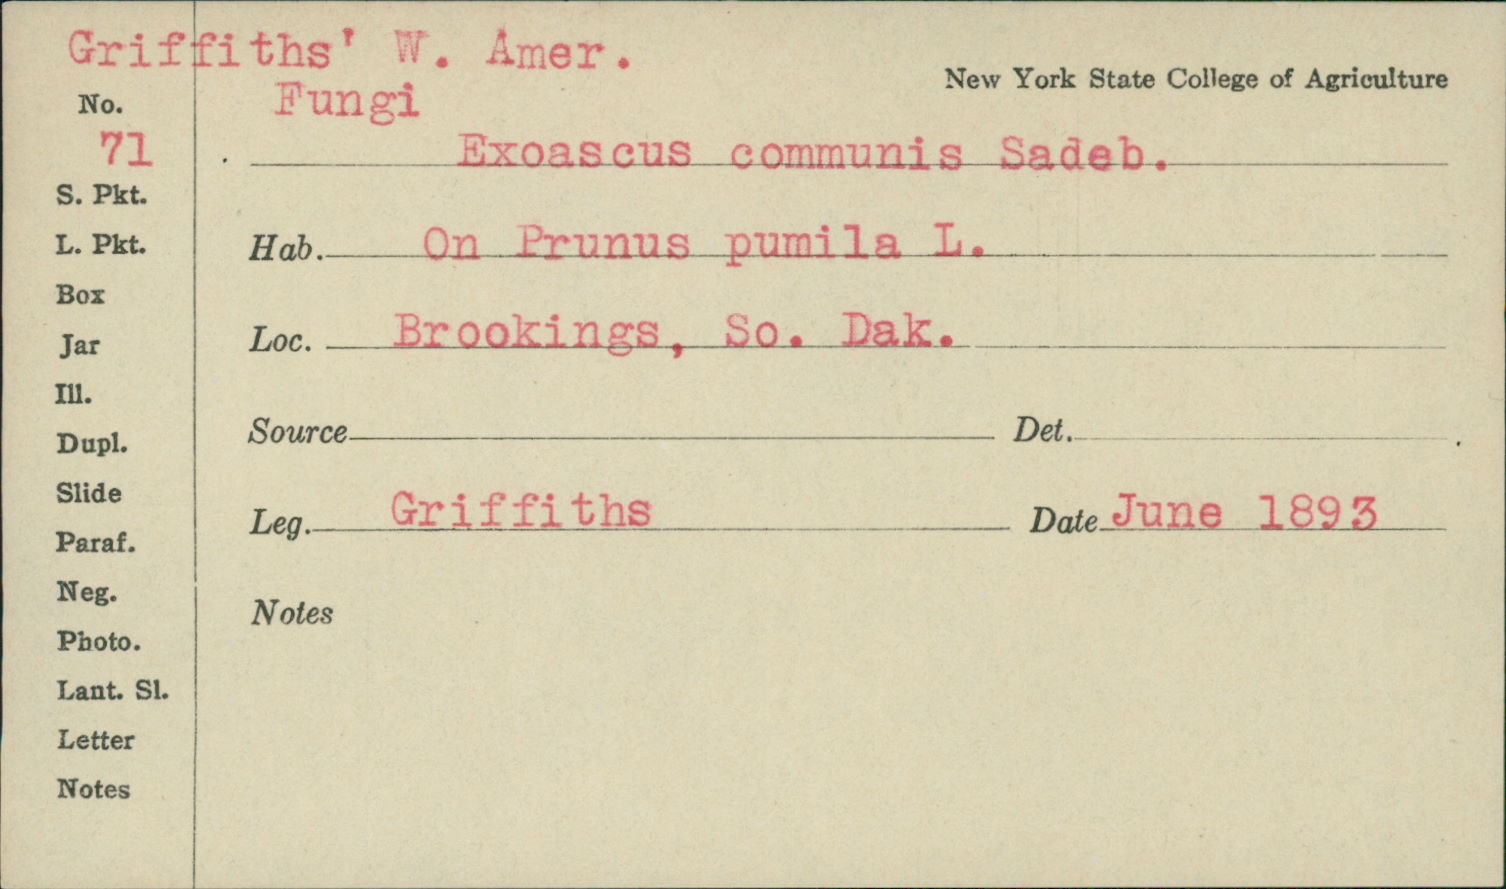 Griffiths' W. Amer.
New York State College of Agriculture
No. Fungi
71 Exoascus communis Sadeb.
S. Pkt.
L. Pkt.
Hab. On Prunus pumila L.
Box
Jar
Loc. Brookings, So. Dak.
Ill.
Dupl.
Source Det.
Slide
Leg. Griffiths Date June 1893
Paraf.
Neg.
Notes
Photo.
Lant. Sl.
Letter
Notes